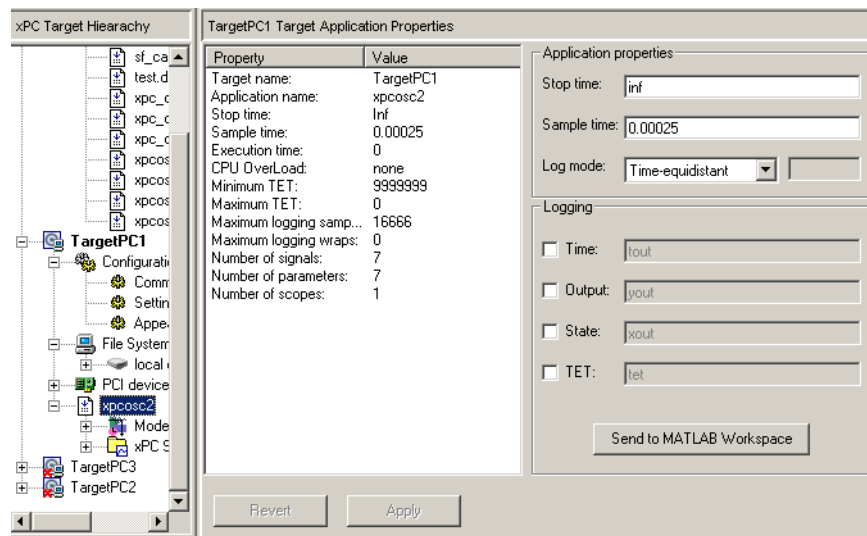 xPC Target Hiearachy
sf_ca
test.d
xpc_c
xpc_c
xpc_c
xpcos
xpcos
xpcos
xpcos
TargetPC1
Configuratio
Comm
Settin
Appea
File System
local
PCI device
xpcosc2
Mode
xPC S
TargetPC3
TargetPC2
TargetPC1 Target Application Properties
Property Value
Target name: TargetPC1
Application name: xpcosc2
Stop time: Inf
Sample time: 0.00025
Execution time: 0
CPU OverLoad: none
Minimum TET: 9999999
Maximum TET: 0
Maximum logging samp... 16666
Maximum logging wraps: 0
Number of signals: 7
Number of parameters: 7
Number of scopes: 1
Revert Apply
Application properties
Stop time: inf
Sample time: 0.00025
Log mode: Time-equidistant
Logging
Time: tout
Output: yout
State: xout
TET: tet
Send to MATLAB Workspace